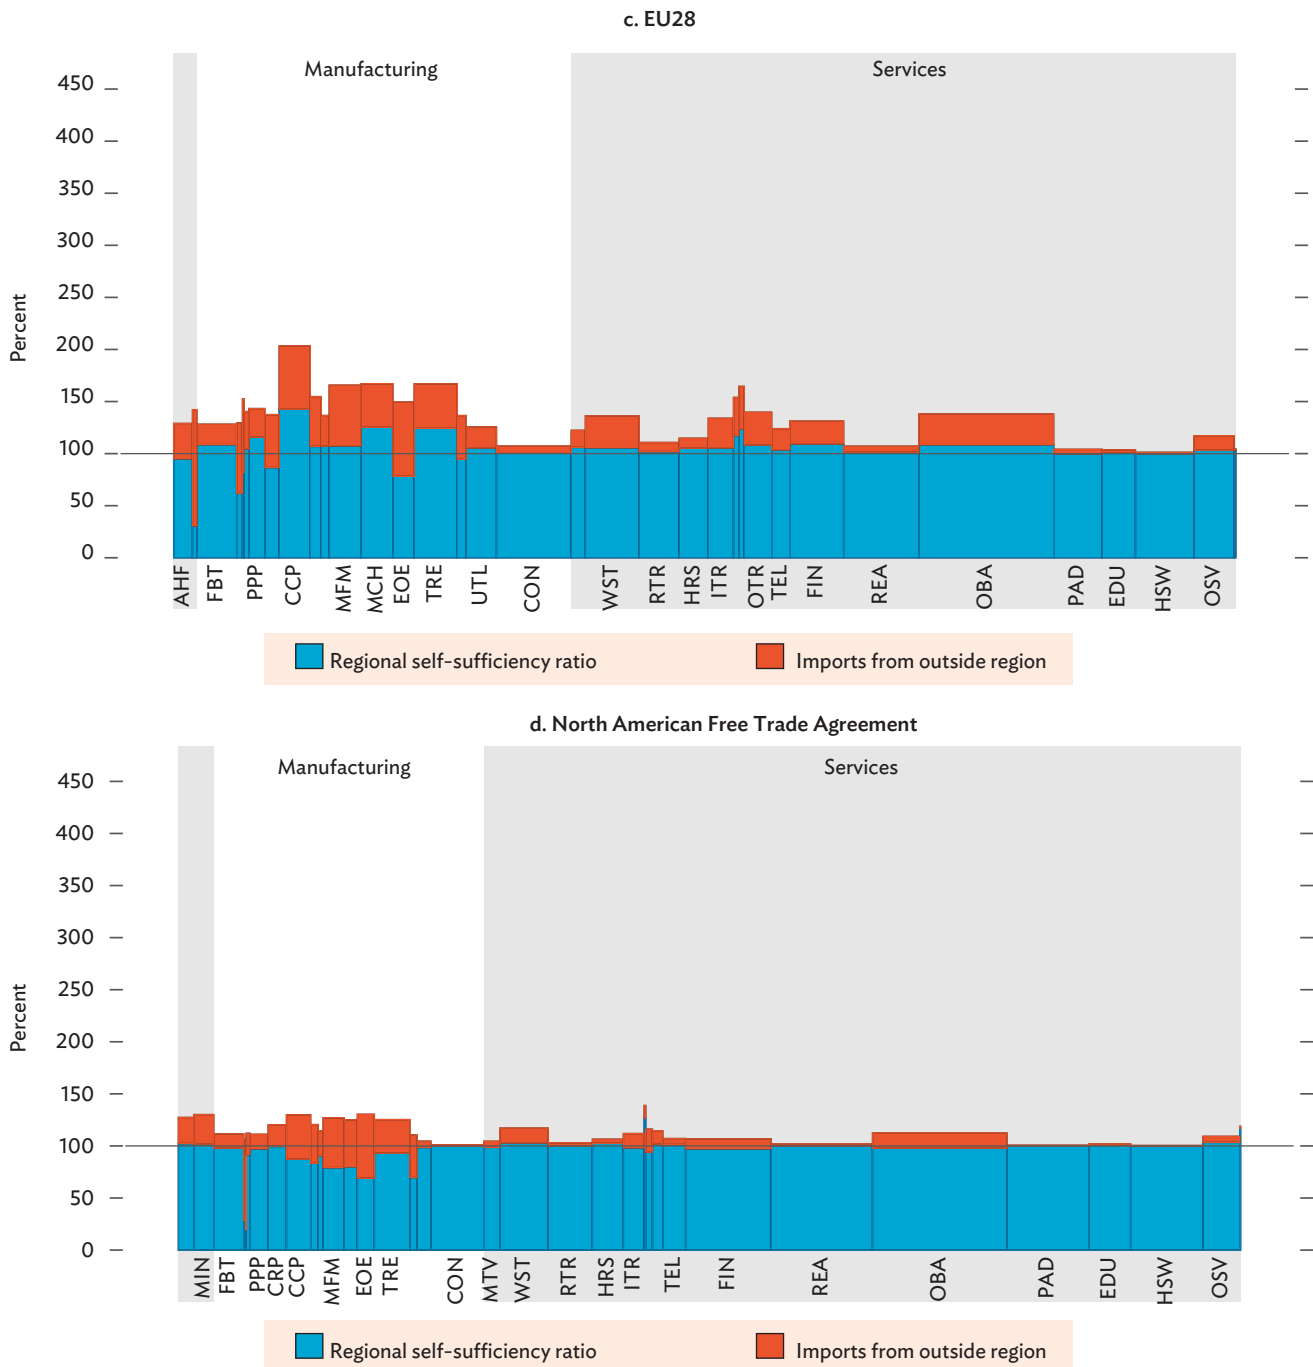 c. EU28
Manufacturing
Services
450
400
350
300
250
200
150
100
50
0
Percent
AHF
FBT
PPP
CCP
MFM
MCH
EOE
TRE
UTL
CON
WST
RTR
HRS
ITR
OTR
TEL
FIN
REA
OBA
PAD
EDU
HSW
OSV
Regional self-sufficiency ratio
Imports from outside region
d. North American Free Trade Agreement
Manufacturing
Services
450
400
350
300
250
200
150
100
50
0
Percent
MIN
FBT
PPP
CRP
CCP
MFM
EOE
TRE
CON
MTV
WST
RTR
HRS
ITR
TEL
FIN
REA
OBA
PAD
EDU
HSW
OSV
Regional self-sufficiency ratio
Imports from outside region